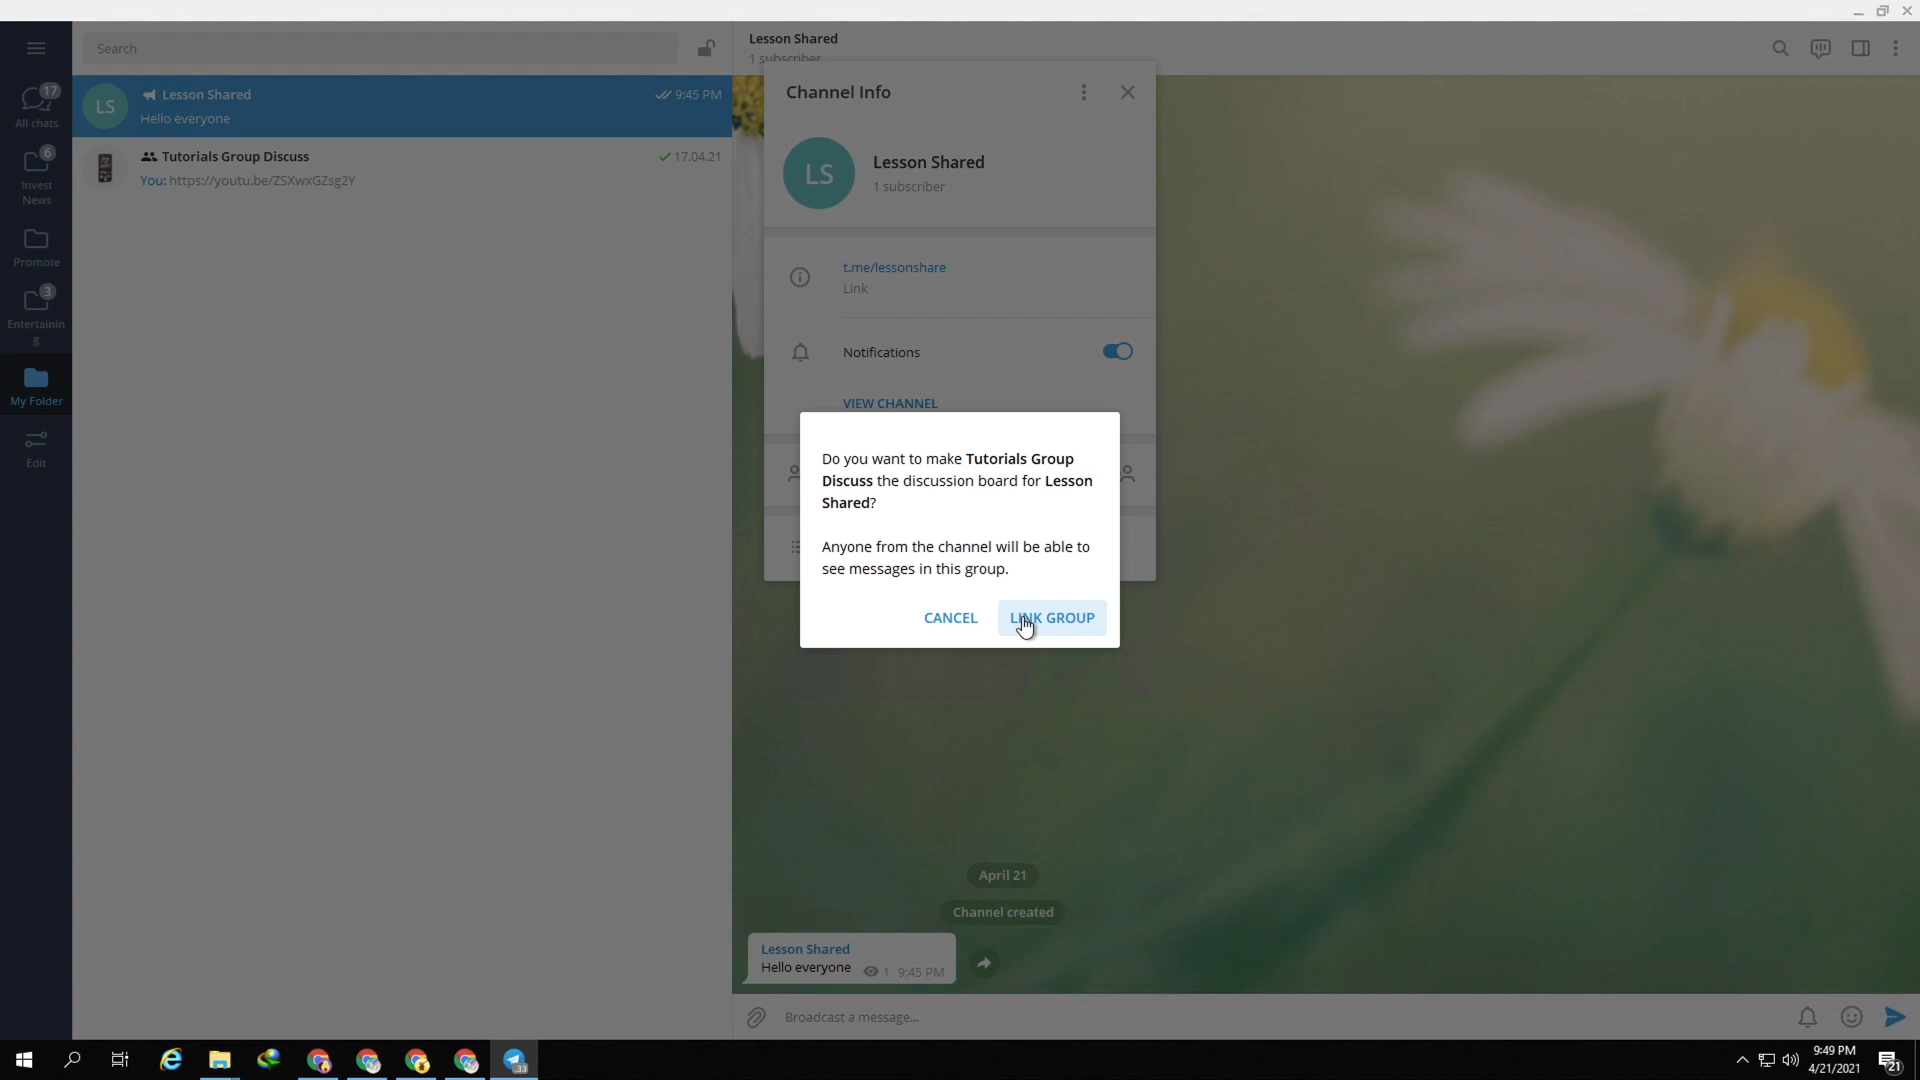 Search
17
All chats
6
Invest
News
Promote
3
Entertainin
g
My Folder
Edit
LS
Lesson Shared
9:45 PM
Hello everyone
Tutorials Group Discuss
17.04.21
You: https://youtu.be/ZSXwxGZsg2Y
Lesson Shared
1 subscriber
Channel Info
LS
Lesson Shared
1 subscriber
t.me/lessonshare
Link
Notifications
VIEW CHANNEL
Do you want to make Tutorials Group
Discuss the discussion board for Lesson
Shared?
Anyone from the channel will be able to
see messages in this group.
CANCEL
LINK GROUP
April 21
Channel created
Lesson Shared
Hello everyone
1 9:45 PM
Broadcast a message...
33
9:49 PM
4/21/2021
21